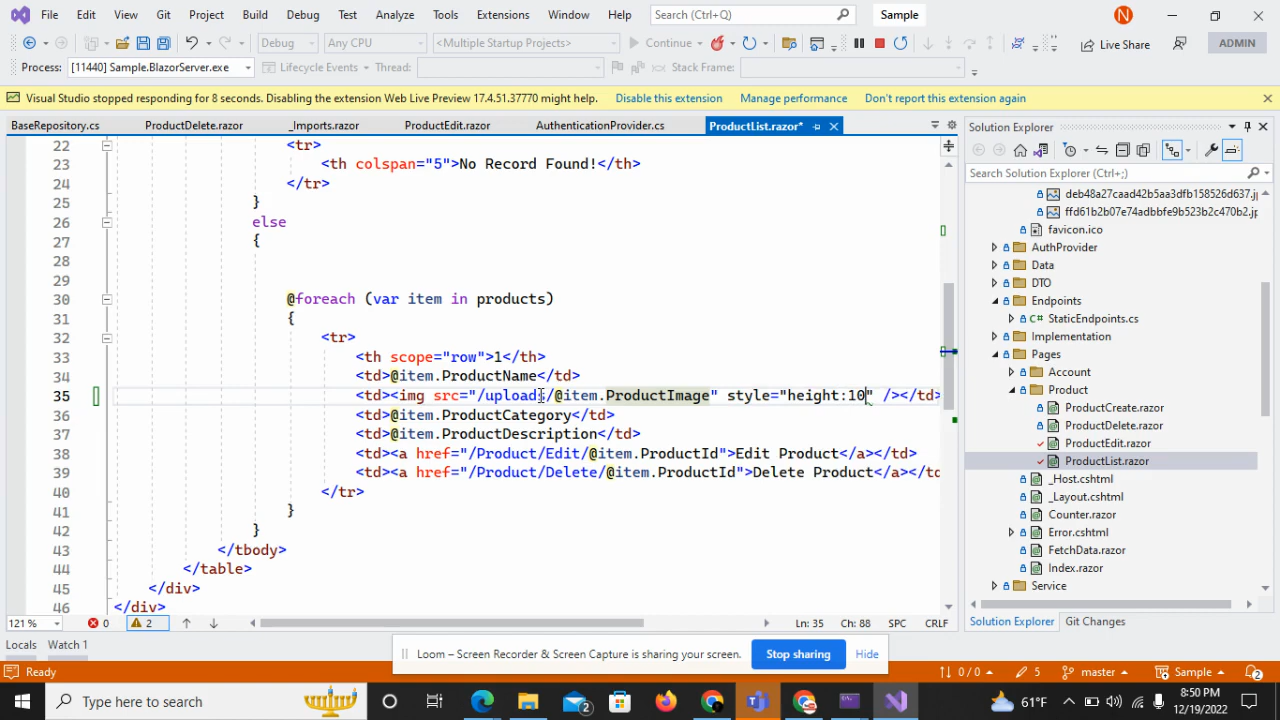 File Edit View Git Project Build Debug Test Analyze Tools Extensions Window Help Search (Ctrl+Q) Sample N
Debug Any CPU <Multiple Startup Projects> Continue Live Share ADMIN
Process: [11440] Sample.BlazorServer.exe Lifecycle Events Thread: Stack Frame:
Visual Studio stopped responding for 8 seconds. Disabling the extension Web Live Preview 17.4.51.37770 might help. Disable this extension Manage performance Don't report this extension again
BaseRepository.cs ProductDelete.razor _Imports.razor ProductEdit.razor AuthenticationProvider.cs ProductList.razor*
22 <tr>
23 <th colspan="5">No Record Found!</th>
24 </tr>
25 }
26 else
27 {
28
29
30 @foreach (var item in products)
31 {
32 <tr>
33 <th scope="row">1</th>
34 <td>@item.ProductName</td>
35 <td><img src="/uploads/@item.ProductImage" style="height:10" /></td>
36 <td>@item.ProductCategory</td>
37 <td>@item.ProductDescription</td>
38 <td><a href="/Product/Edit/@item.ProductId">Edit Product</a></td>
39 <td><a href="/Product/Delete/@item.ProductId">Delete Product</a></td
40 </tr>
41 }
42 }
43 </tbody>
44 </table>
45 </div>
46 </div>
121 % 0 2 Ln: 35 Ch: 88 SPC CRLF
Solution Explorer
Search Solution Explorer (Ctrl+;)
deb48a27caad42b5aa3dfb158526d637.jp
ffd61b2b07e74adbbfe9b523b2c470b2.jp
favicon.ico
AuthProvider
Data
DTO
Endpoints
C# StaticEndpoints.cs
Implementation
Pages
Account
Product
ProductCreate.razor
ProductDelete.razor
ProductEdit.razor
ProductList.razor
_Host.cshtml
_Layout.cshtml
Counter.razor
Error.cshtml
FetchData.razor
Index.razor
Service
Solution Explorer Git Changes
Locals Watch 1
Loom – Screen Recorder & Screen Capture is sharing your screen. Stop sharing Hide
Ready 0 / 0 5 master Sample 2
Type here to search 2 61°F 8:50 PM
12/19/2022 2